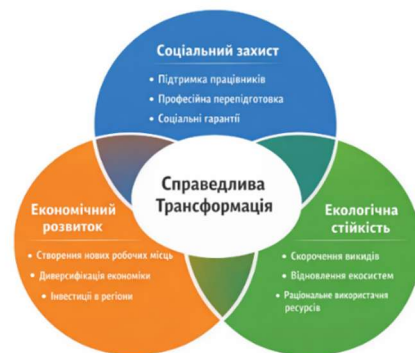 Соціальний захист
• Підтримка працівників
• Професійна перепідготовка
• Соціальні гарантії
Справедлива
Трансформація
Економічний
розвиток
• Створення нових робочих місць
• Диверсифікація економіки
• Інвестиції в регіони
Екологічна
стійкість
• Скорочення викидів
• Відновлення екосистем
• Раціональне використання
ресурсів